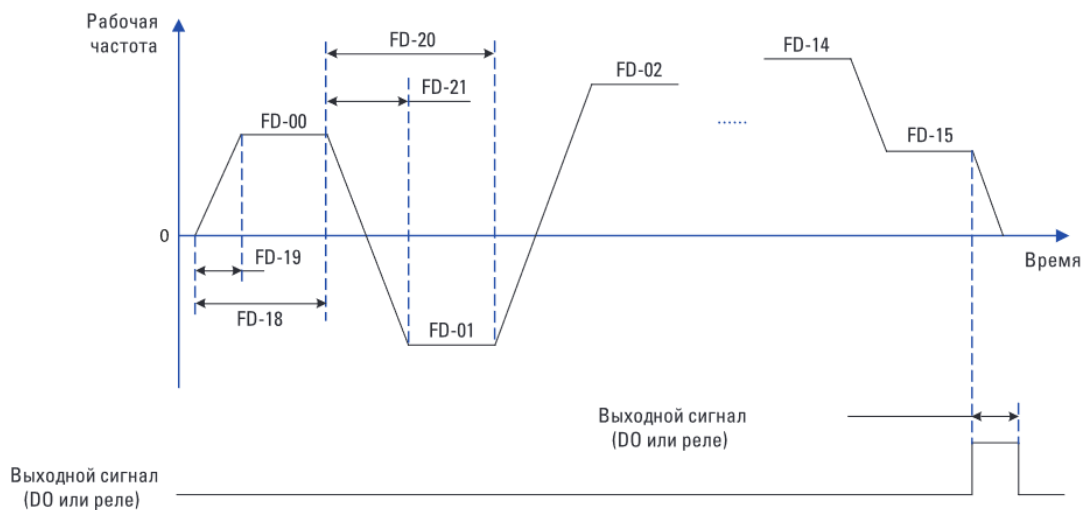 Рабочая
частота
FD-20
FD-14
FD-21
FD-02
FD-00
......
FD-15
0
Время
FD-19
FD-18
FD-01
Выходной сигнал
(DO или реле)
Выходной сигнал
(DO или реле)